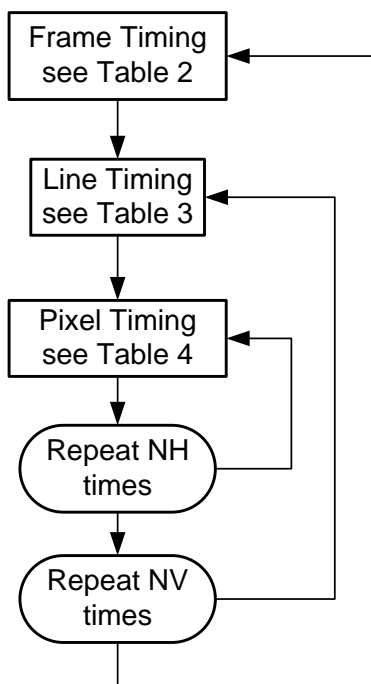 Frame Timing
see Table 2
Line Timing
see Table 3
Pixel Timing
see Table 4
Repeat NH
times
Repeat NV
times